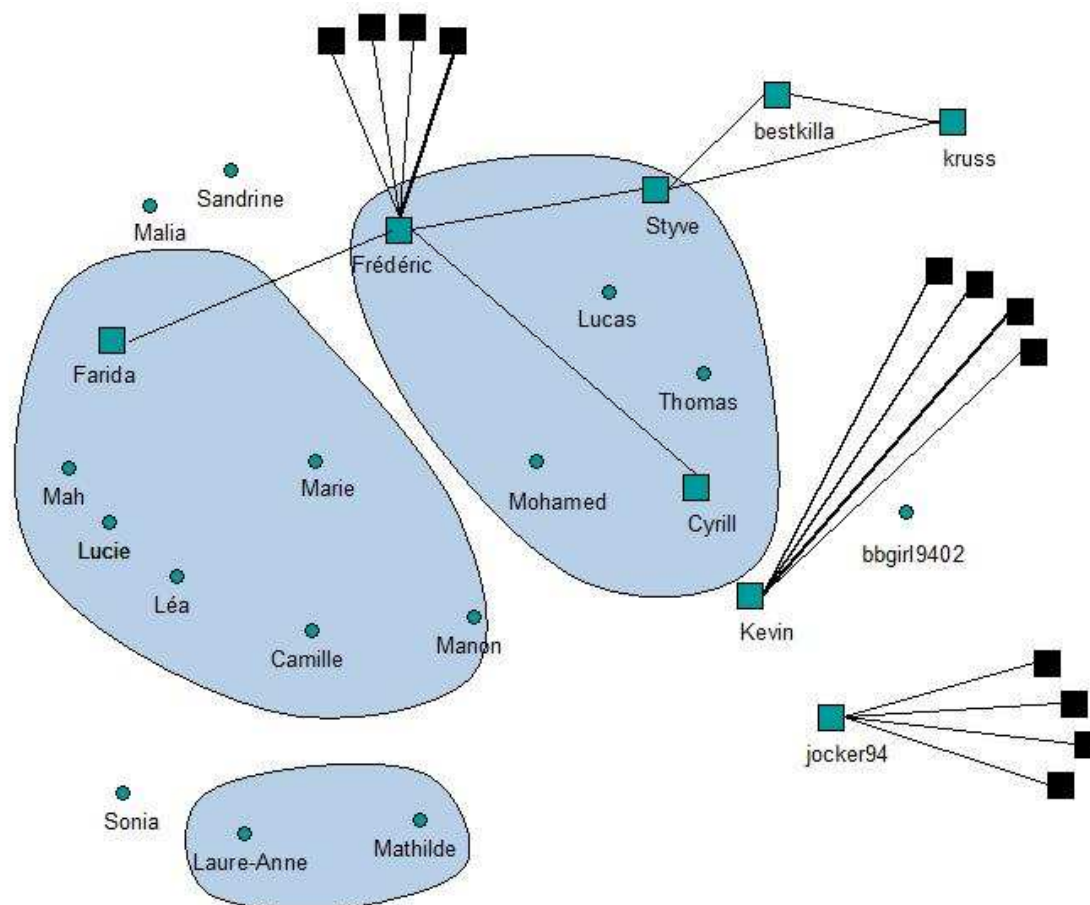 bestkilla
kruss
Sandrine
Malia
Styve
Frédéric
Lucas
Farida
Thomas
Mah
Marie
Mohamed
Cyrill
Lucie
bbgirl9402
Léa
Camille
Manon
Kevin
jocker94
Sonia
Laure-Anne
Mathilde